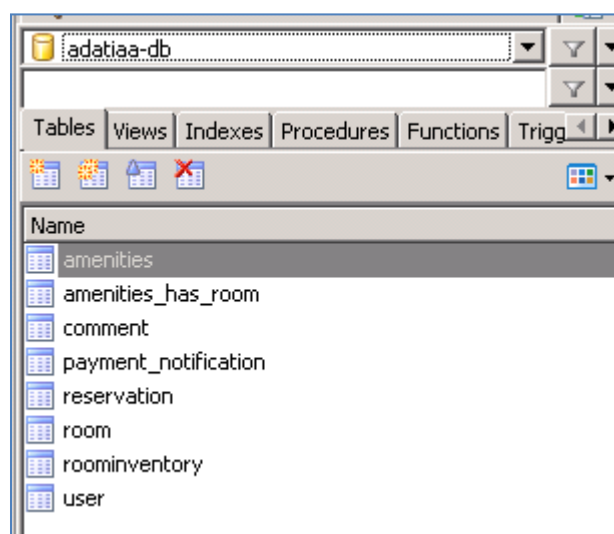 adatiaa-db
Tables Views Indexes Procedures Functions Trigg
Name
amenities
amenities_has_room
comment
payment_notification
reservation
room
roominventory
user